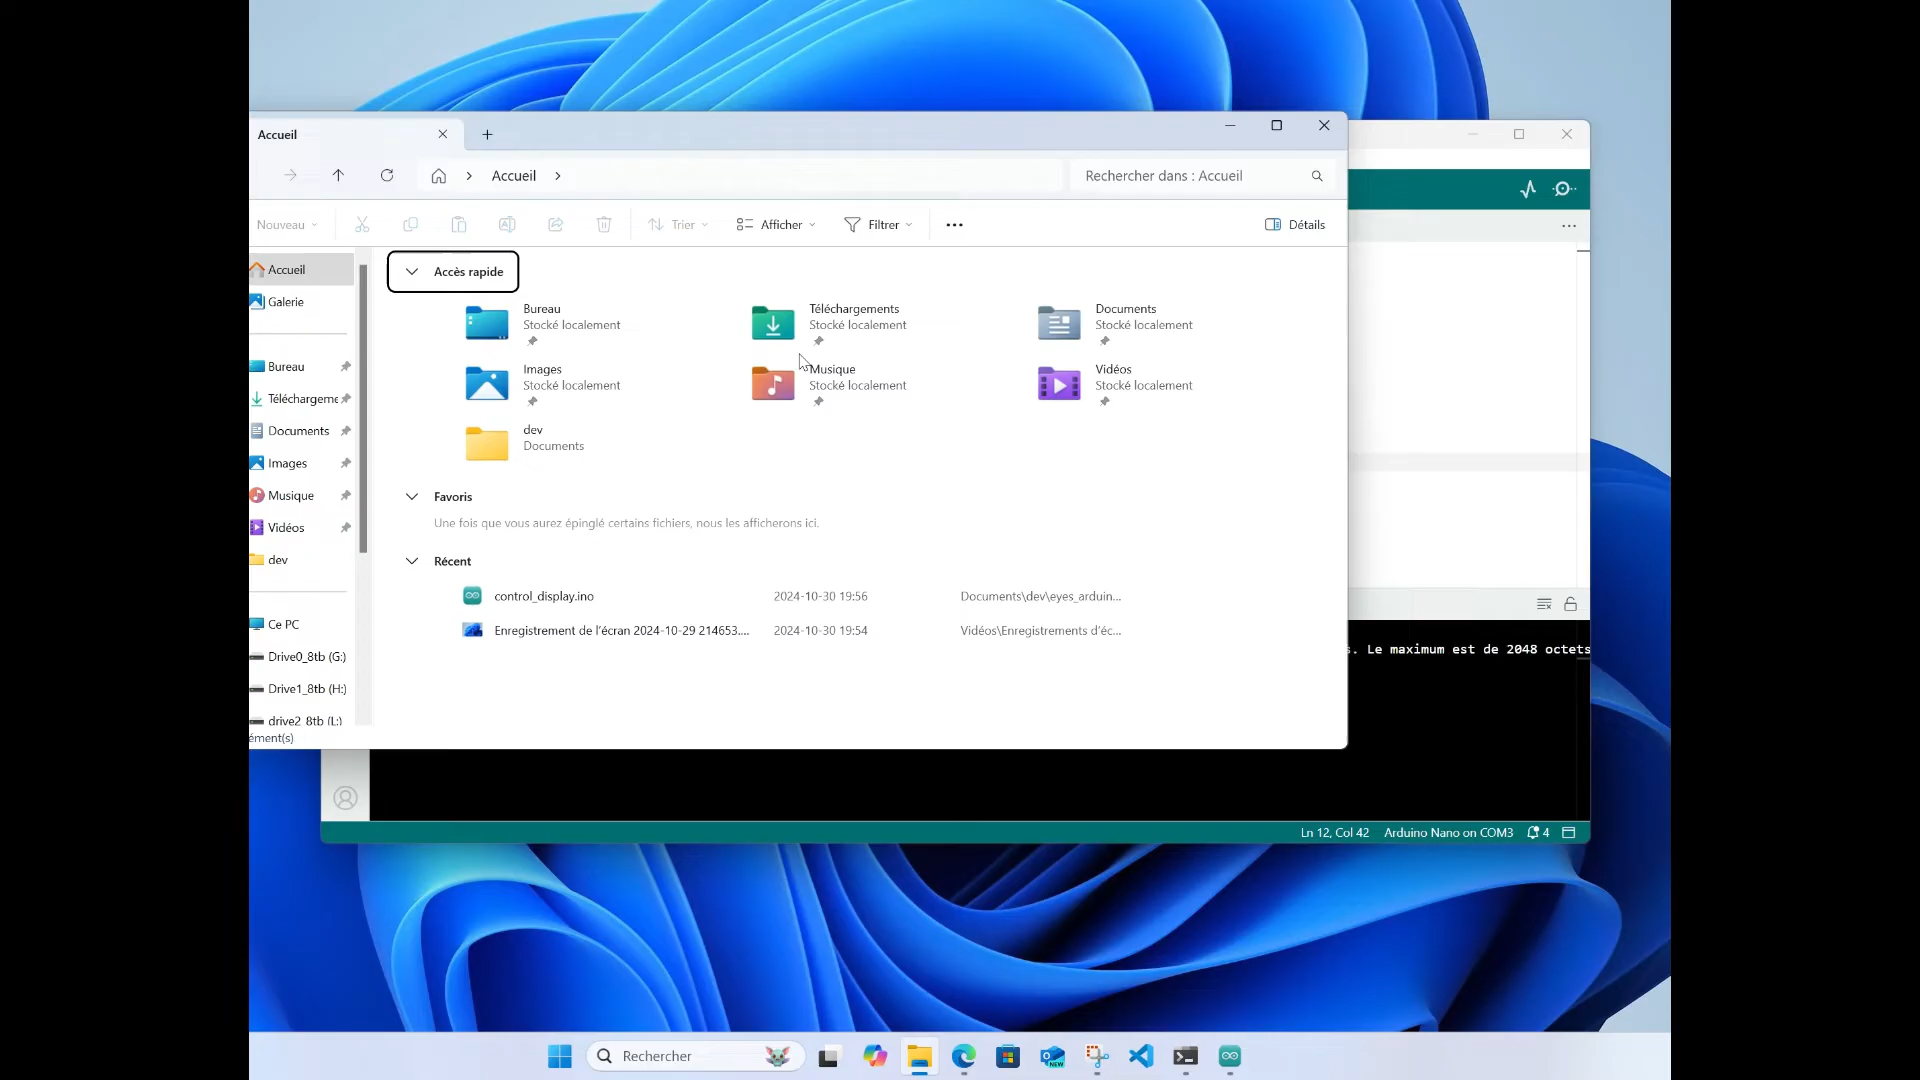 Accueil
Accueil
Rechercher dans : Accueil
Nouveau
Trier
Afficher
Filtrer
Détails
Accueil
Galerie
Bureau
Téléchargeme
Documents
Images
Musique
Vidéos
dev
Ce PC
Drive0_8tb (G:)
Drive1_8tb (H:)
drive2_8tb (L:)
ément(s)
Accès rapide
Bureau
Stocké localement
Téléchargements
Stocké localement
Documents
Stocké localement
Images
Stocké localement
Musique
Stocké localement
Vidéos
Stocké localement
dev
Documents
Favoris
Une fois que vous aurez épinglé certains fichiers, nous les afficherons ici.
Récent
control_display.ino 2024-10-30 19:56 Documents\dev\eyes_arduin...
Enregistrement de l'écran 2024-10-29 214653.... 2024-10-30 19:54 Vidéos\Enregistrements d'éc...
s. Le maximum est de 2048 octets
Ln 12, Col 42 Arduino Nano on COM3 4
Rechercher
NEW